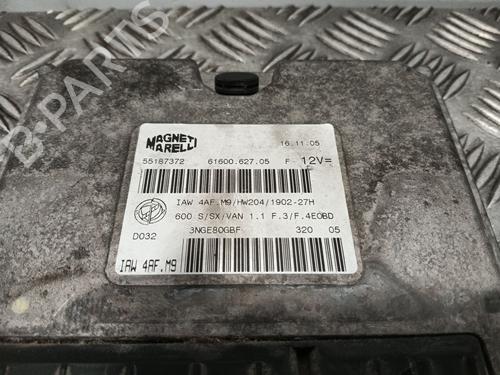 MAGNETI MARELLI
16.11.05
55187372 61600.627.05 F 12V=
IAW 4AF.M9/HW204/1902-27H
600 S/SX/VAN 1.1 F.3/F.4EOBD
D032 3NGE80GBF 320 05
IAW 4AF.M9
B-PARTS